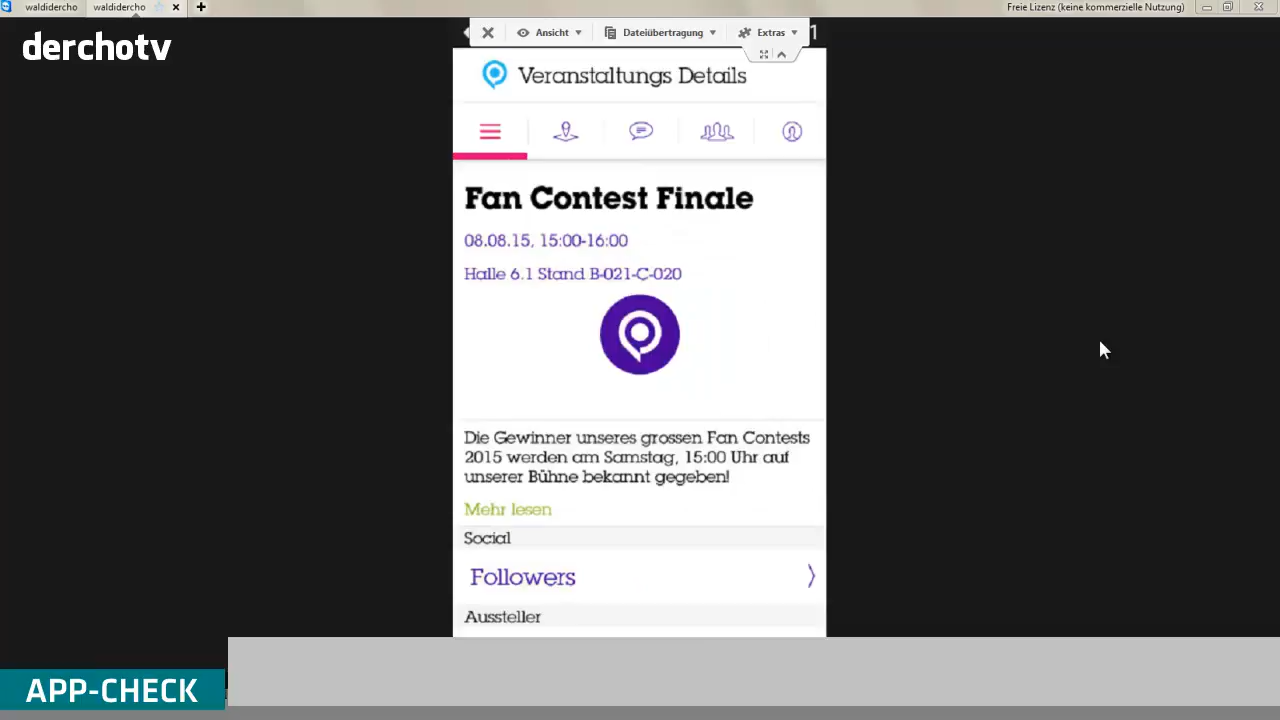 waldidercho
waldidercho
Freie Lizenz (keine kommerzielle Nutzung)
derchotv
Ansicht
Dateiübertragung
Extras
1
Veranstaltungs Details
Fan Contest Finale
08.08.15, 15:00-16:00
Halle 6.1 Stand B-021-C-020
Die Gewinner unseres grossen Fan Contests
2015 werden am Samstag, 15:00 Uhr auf
unserer Bühne bekannt gegeben!
Mehr lesen
Social
Followers
Aussteller
APP-CHECK